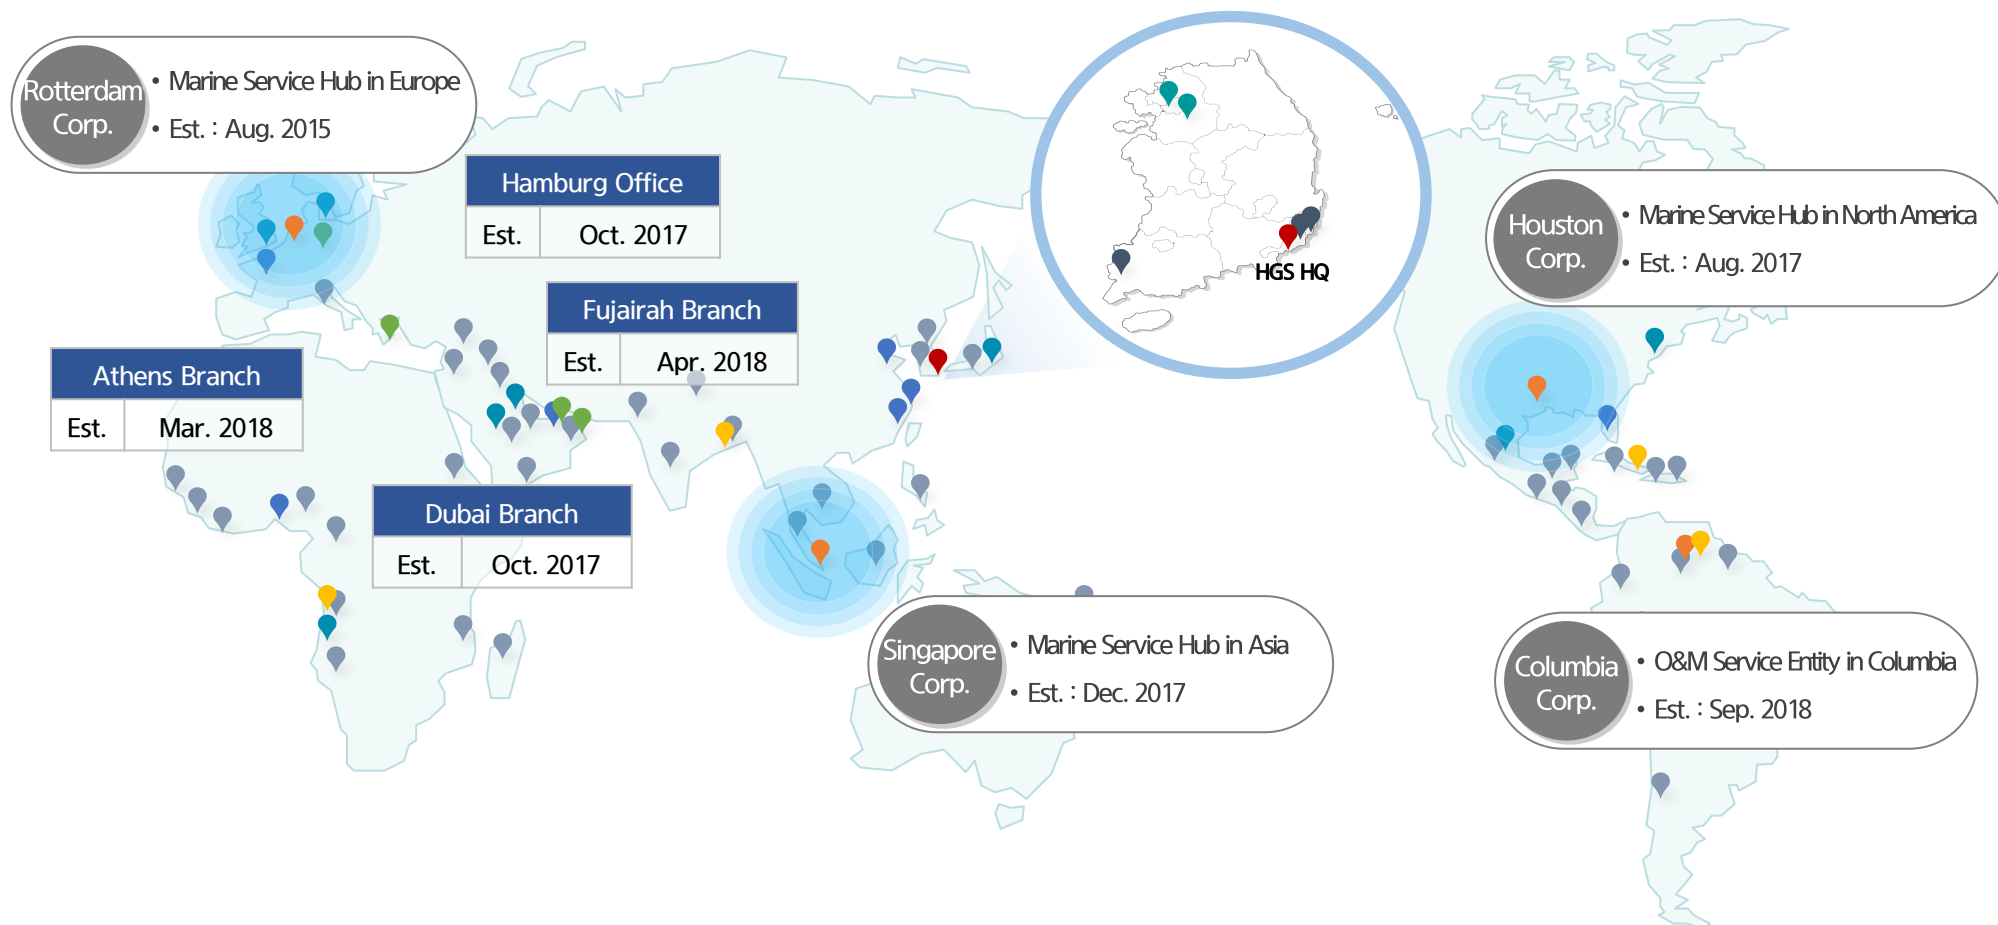 Rotterdam
Corp.
• Marine Service Hub in Europe
• Est. : Aug. 2015
Hamburg Office
Est. Oct. 2017
Fujairah Branch
Est. Apr. 2018
Athens Branch
Est. Mar. 2018
Dubai Branch
Est. Oct. 2017
HGS HQ
Houston
Corp.
• Marine Service Hub in North America
• Est. : Aug. 2017
Singapore
Corp.
• Marine Service Hub in Asia
• Est. : Dec. 2017
Columbia
Corp.
• O&M Service Entity in Columbia
• Est. : Sep. 2018